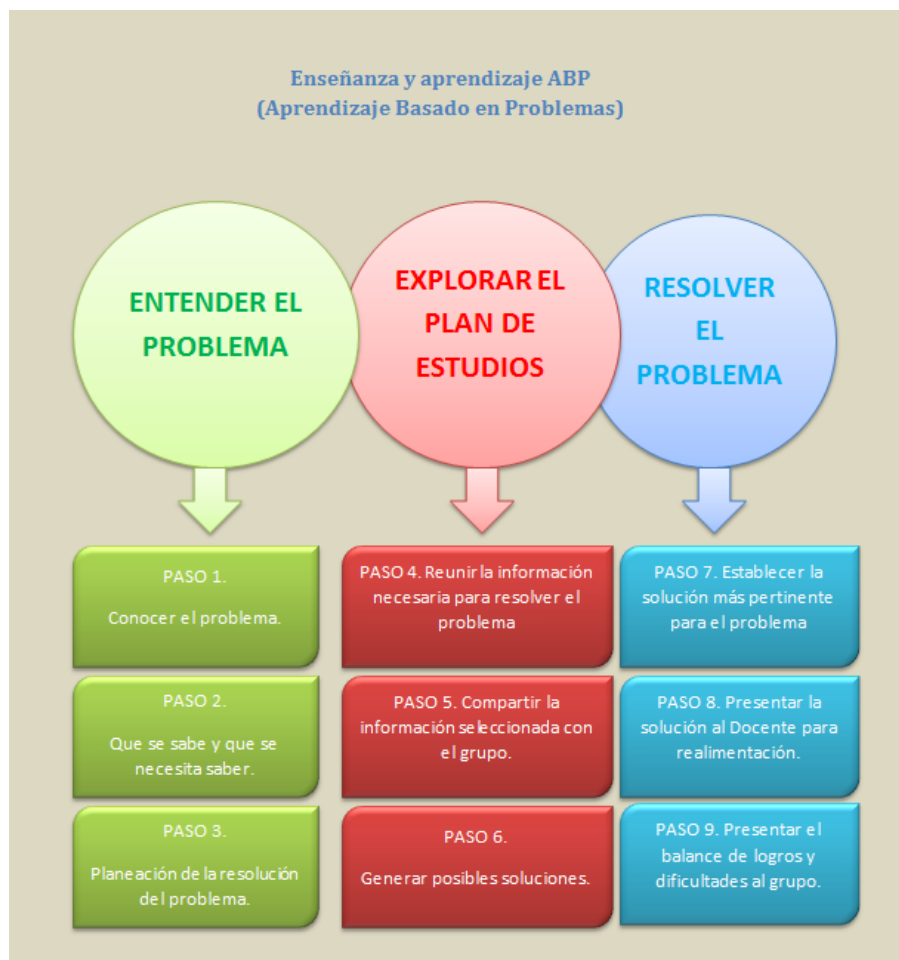 Enseñanza y aprendizaje ABP
(Aprendizaje Basado en Problemas)
ENTENDER EL
PROBLEMA
EXPLORAR EL
PLAN DE
ESTUDIOS
RESOLVER
EL
PROBLEMA
PASO 1.
Conocer el problema.
PASO 2.
Que se sabe y que se
necesita saber.
PASO 3.
Planeación de la resolución
del problema.
PASO 4. Reunir la información
necesaria para resolver el
problema
PASO 5. Compartir la
información seleccionada con
el grupo.
PASO 6.
Generar posibles soluciones.
PASO 7. Establecer la
solución más pertinente
para el problema
PASO 8. Presentar la
solución al Docente para
realimentación.
PASO 9. Presentar el
balance de logros y
dificultades al grupo.